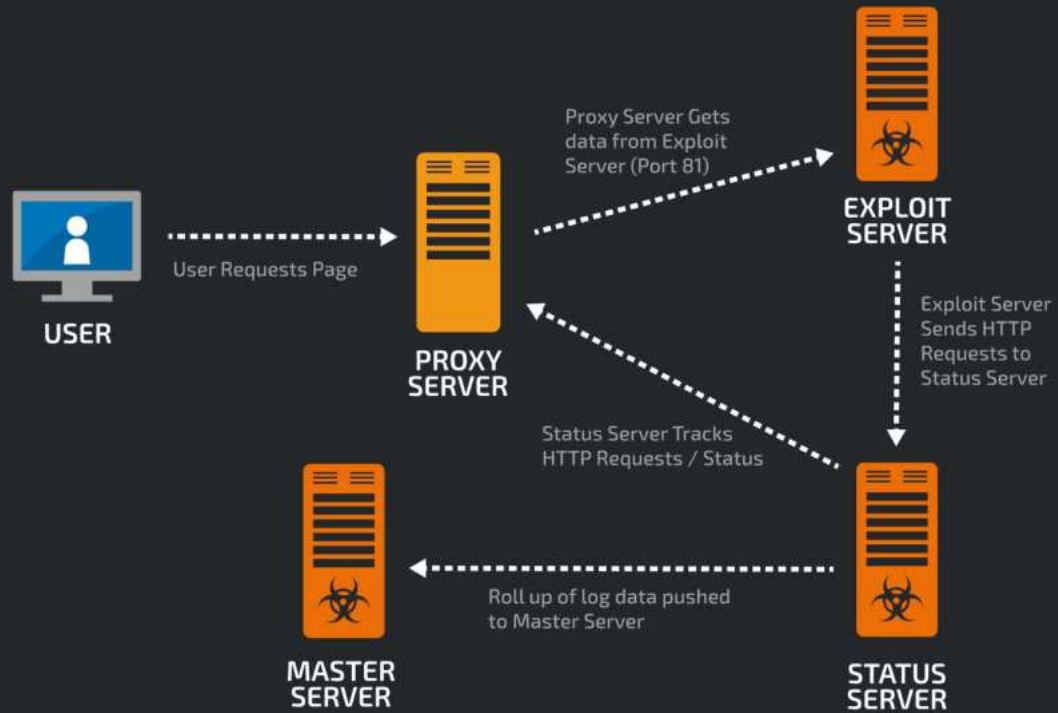 Proxy Server Gets
data from Exploit
Server (Port 81)
EXPLOIT
SERVER
User Requests Page
USER
PROXY
SERVER
Exploit Server
Sends HTTP
Requests to
Status Server
Status Server Tracks
HTTP Requests / Status
Roll up of log data pushed
to Master Server
MASTER
SERVER
STATUS
SERVER